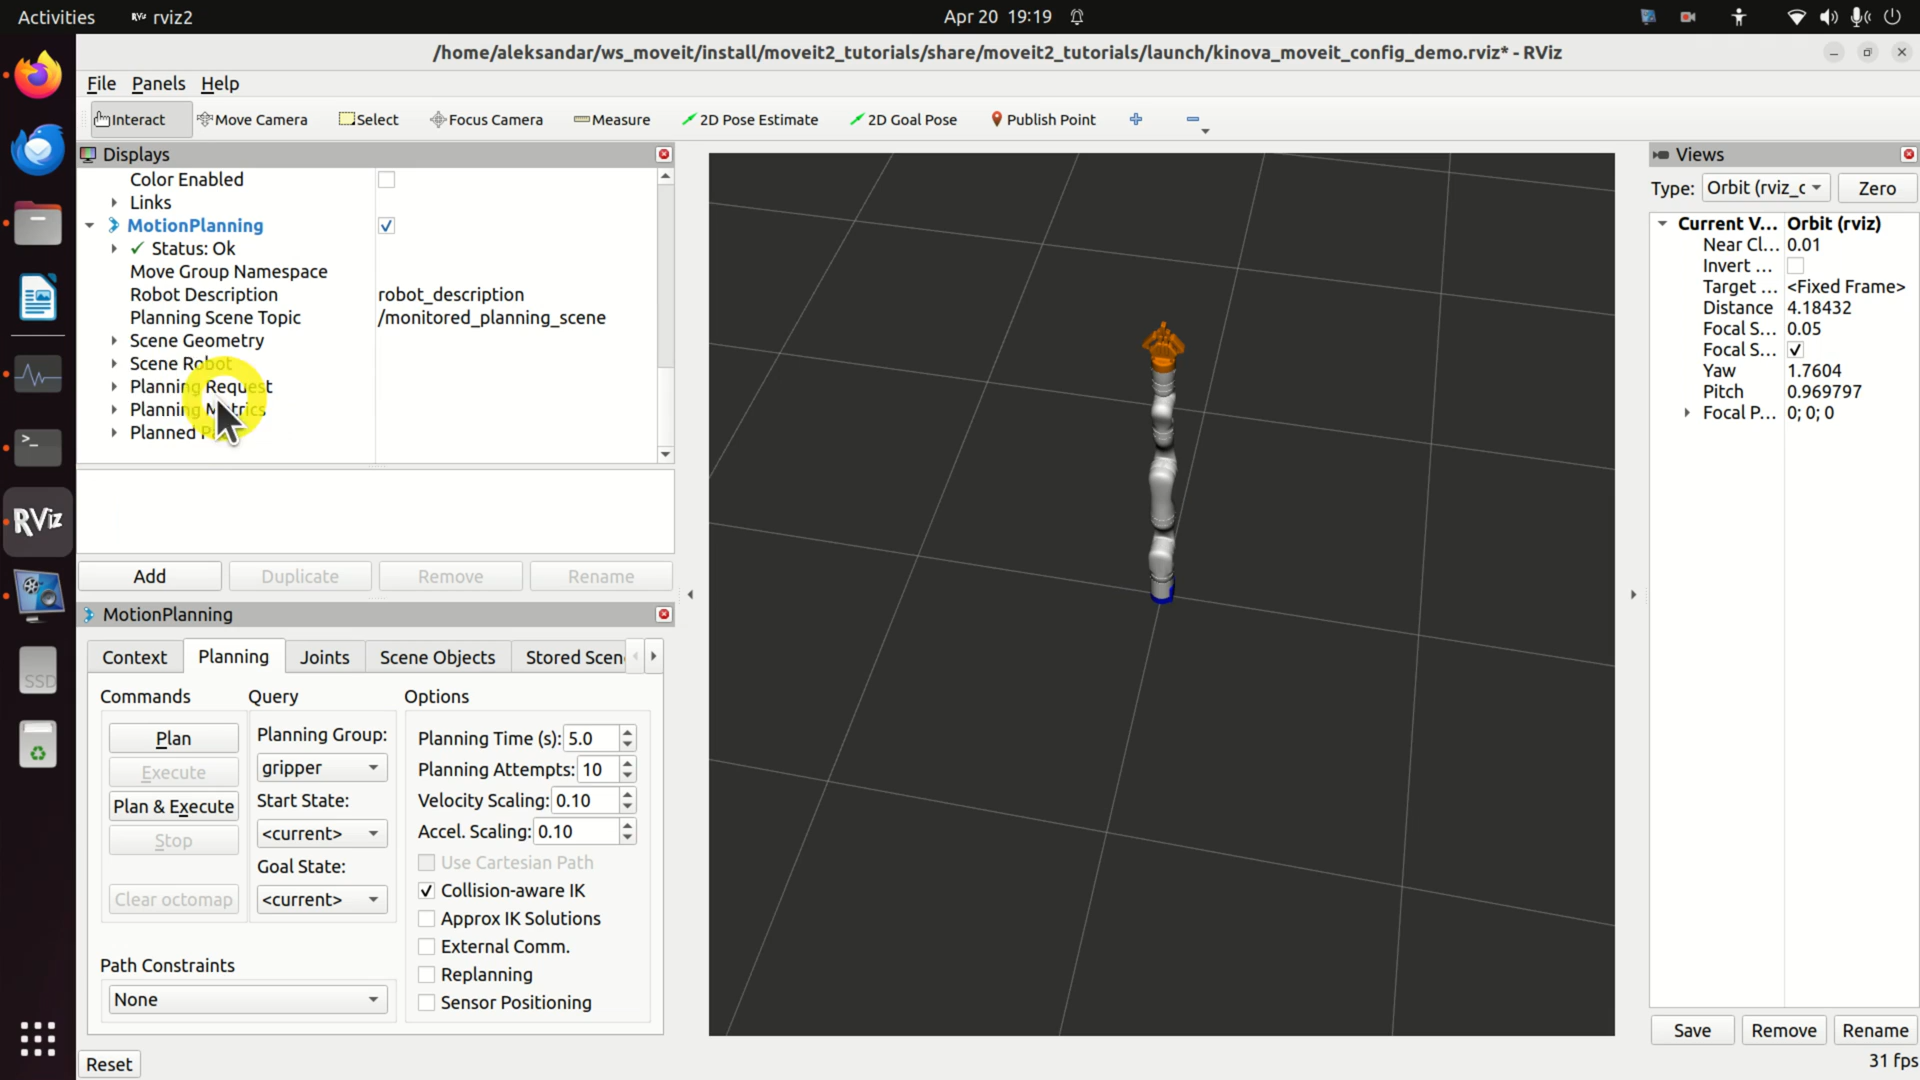 Activities
RViz rviz2
Apr 20 19:19
/home/aleksandar/ws_moveit/install/moveit2_tutorials/share/moveit2_tutorials/launch/kinova_moveit_config_demo.rviz* - RViz
File Panels Help
Interact Move Camera Select Focus Camera Measure 2D Pose Estimate 2D Goal Pose Publish Point
Displays
Color Enabled
Links
MotionPlanning
✓ Status: Ok
Move Group Namespace
Robot Description robot_description
Planning Scene Topic /monitored_planning_scene
Scene Geometry
Scene Robot
Planning Request
Planning Metrics
Planned
Add Duplicate Remove Rename
MotionPlanning
Context Planning Joints Scene Objects Stored Scen
Commands Query Options
Plan
Execute
Plan & Execute
Stop
Clear octomap
Planning Group:
gripper
Start State:
<current>
Goal State:
<current>
Planning Time (s): 5.0
Planning Attempts: 10
Velocity Scaling: 0.10
Accel. Scaling: 0.10
Use Cartesian Path
Collision-aware IK
Approx IK Solutions
External Comm.
Replanning
Sensor Positioning
Path Constraints
None
Reset
Views
Type: Orbit (rviz_c Zero
Current V... Orbit (rviz)
Near Cl... 0.01
Invert ...
Target ... <Fixed Frame>
Distance 4.18432
Focal S... 0.05
Focal S...
Yaw 1.7604
Pitch 0.969797
Focal P... 0; 0; 0
Save Remove Rename
31 fps
RViz
SSD
>_